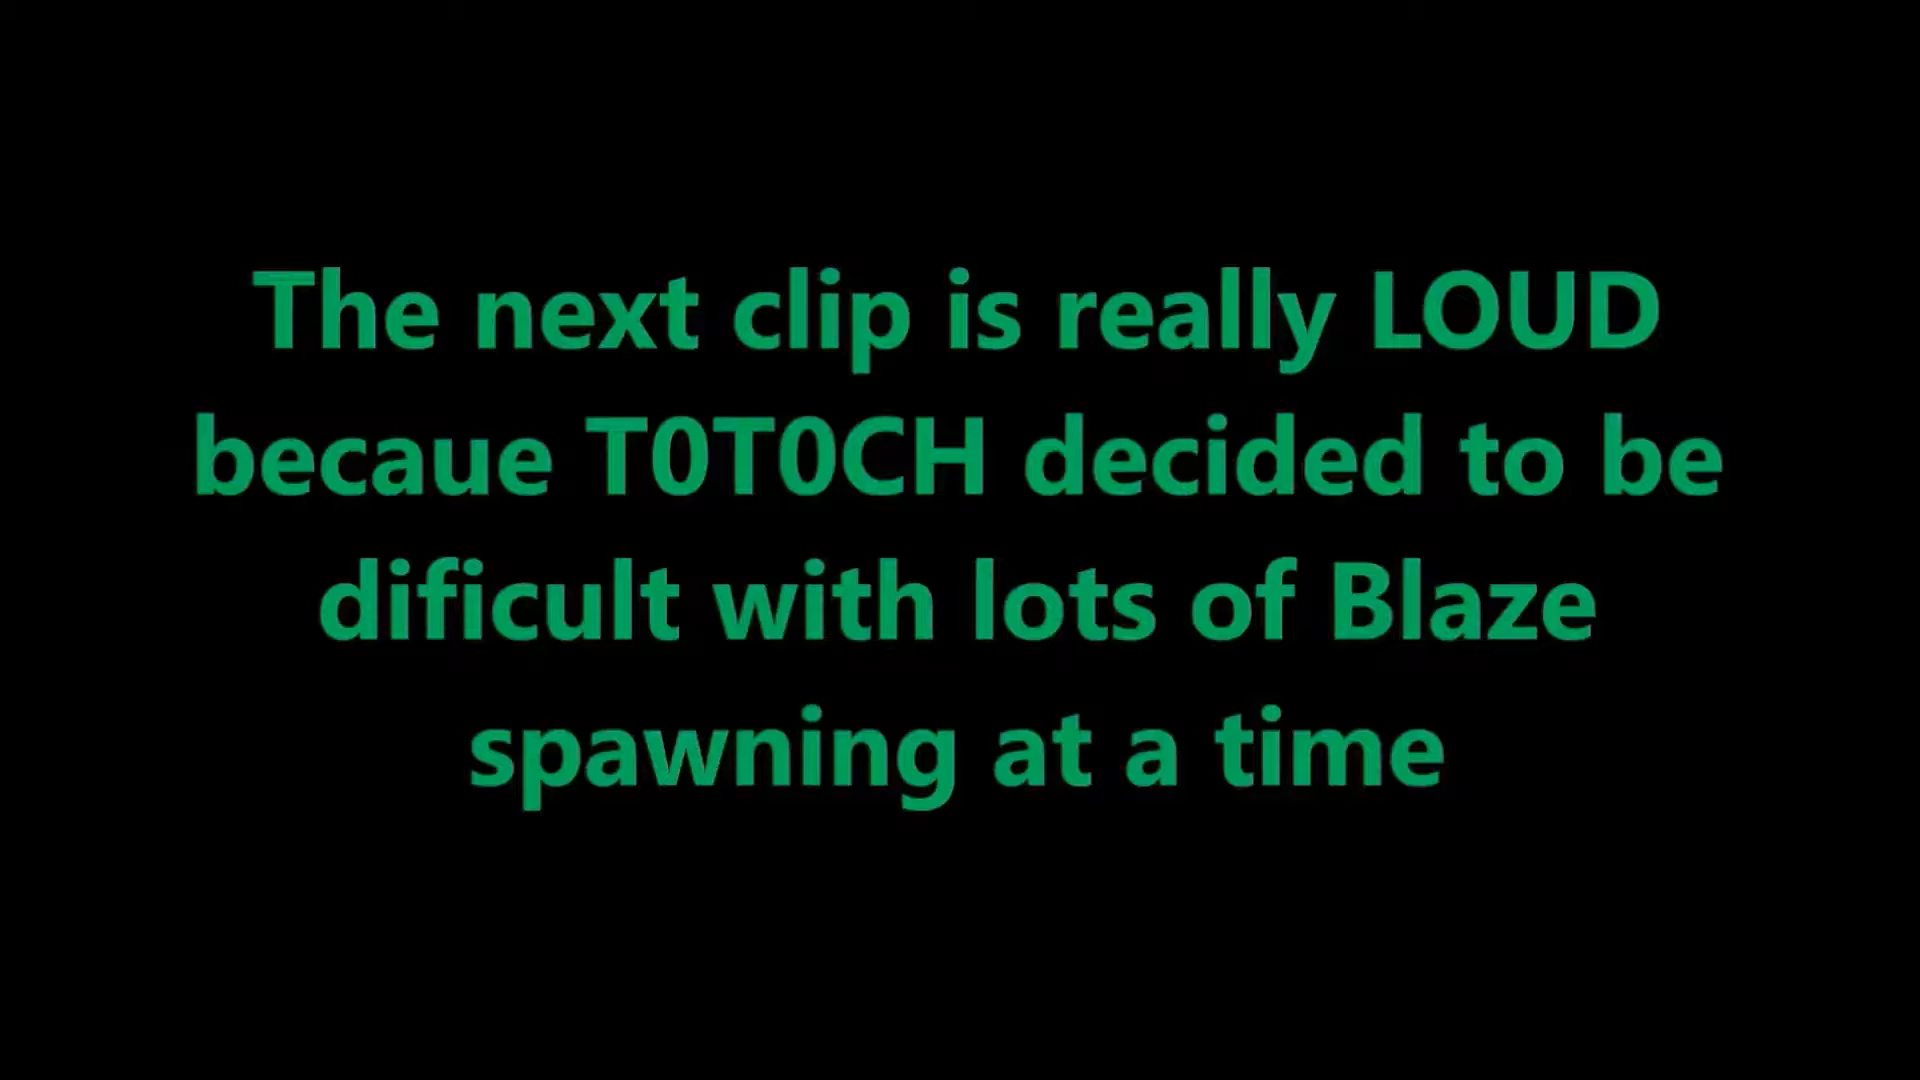 The next clip is really LOUD
becaue T0T0CH decided to be
dificult with lots of Blaze
spawning at a time